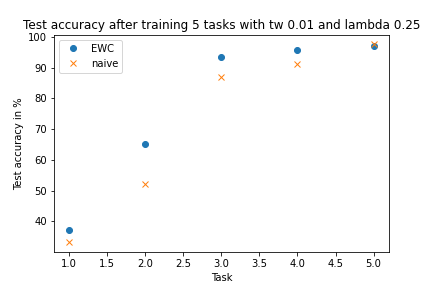 Test accuracy after training 5 tasks with tw 0.01 and lambda 0.25
EWC
naive
100
90
80
70
60
50
40
Test accuracy in %
1.0 1.5 2.0 2.5 3.0 3.5 4.0 4.5 5.0
Task